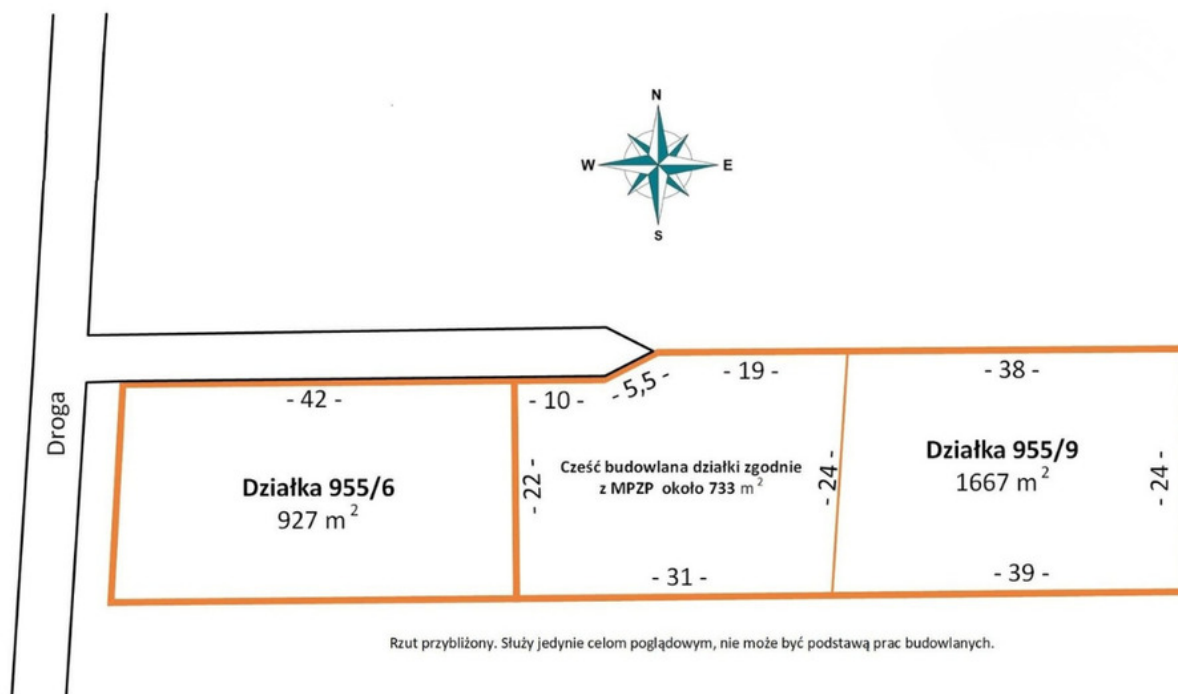 N
W E
S
Droga
- 42 -
- 10 -
- 5,5 -
- 19 -
- 38 -
Działka 955/6
927 m²
- 22 -
Cześć budowlana działki zgodnie
z MPZP około 733 m²
- 24 -
Działka 955/9
1667 m²
- 24 -
- 31 -
- 39 -
Rzut przybliżony. Służy jedynie celom poglądowym, nie może być podstawą prac budowlanych.